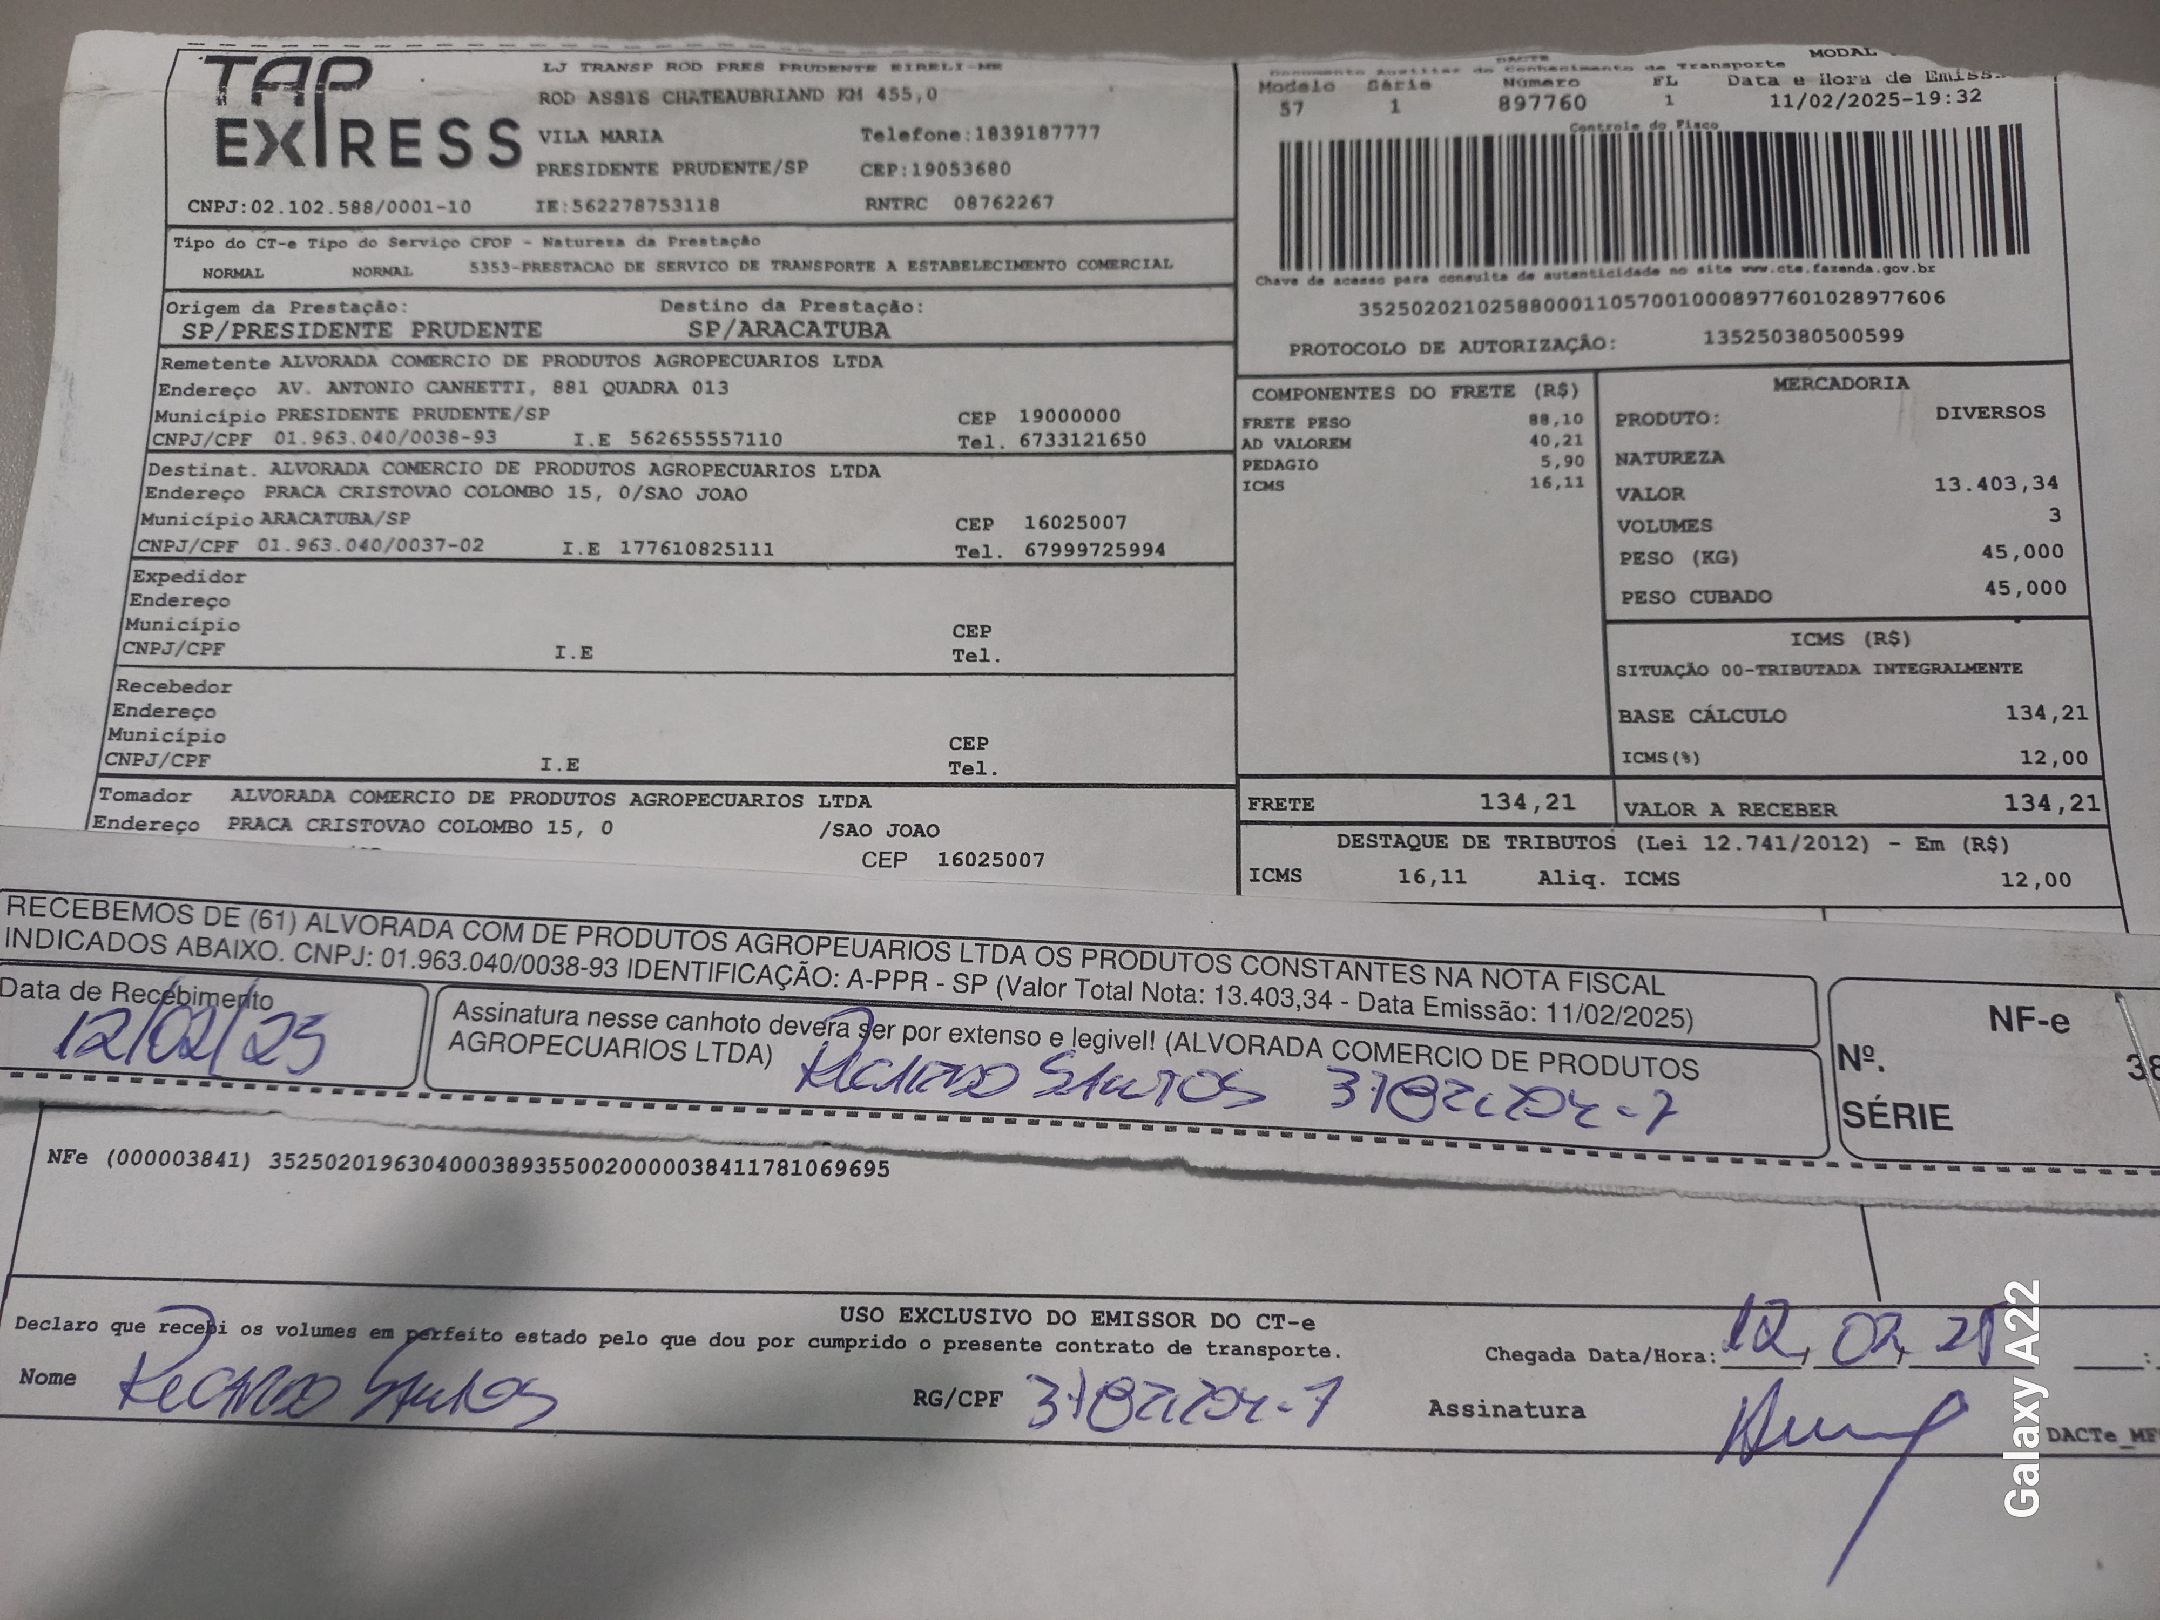 TAP EXPRESS
LJ TRANSP ROD PRES PRUDENTE EIRELI-ME
ROD ASSIS CHATEAUBRIAND KM 455,0
VILA MARIA Telefone:1839187777
PRESIDENTE PRUDENTE/SP CEP:19053680
CNPJ:02.102.588/0001-10 IE:562278753118 RNTRC 08762267
Tipo do CT-e Tipo do Serviço CFOP - Natureza da Prestação
NORMAL NORMAL 5353-PRESTACAO DE SERVICO DE TRANSPORTE A ESTABELECIMENTO COMERCIAL
Origem da Prestação: Destino da Prestação:
SP/PRESIDENTE PRUDENTE SP/ARACATUBA
Remetente ALVORADA COMERCIO DE PRODUTOS AGROPECUARIOS LTDA
Endereço AV. ANTONIO CANHETTI, 881 QUADRA 013
Município PRESIDENTE PRUDENTE/SP CEP 19000000
CNPJ/CPF 01.963.040/0038-93 I.E 562655557110 Tel. 6733121650
Destinat. ALVORADA COMERCIO DE PRODUTOS AGROPECUARIOS LTDA
Endereço PRACA CRISTOVAO COLOMBO 15, 0/SAO JOAO
Município ARACATUBA/SP CEP 16025007
CNPJ/CPF 01.963.040/0037-02 I.E 177610825111 Tel. 67999725994
Expedidor
Endereço
Município CEP
CNPJ/CPF I.E Tel.
Recebedor
Endereço
Município CEP
CNPJ/CPF I.E Tel.
Tomador ALVORADA COMERCIO DE PRODUTOS AGROPECUARIOS LTDA
Endereço PRACA CRISTOVAO COLOMBO 15, 0 /SAO JOAO
CEP 16025007
DACTE MODAL
Documento Auxiliar do Conhecimento de Transporte
Modelo Série Número FL Data e Hora de Emiss
57 1 897760 1 11/02/2025-19:32
Controle do Fisco
Chave de acesso para consulta de autenticidade no site www.cte.fazenda.gov.br
35250202102588000110570010008977601028977606
PROTOCOLO DE AUTORIZAÇÃO: 135250380500599
COMPONENTES DO FRETE (R$)
FRETE PESO 88,10
AD VALOREM 40,21
PEDAGIO 5,90
ICMS 16,11
MERCADORIA
PRODUTO: DIVERSOS
NATUREZA
VALOR 13.403,34
VOLUMES 3
PESO (KG) 45,000
PESO CUBADO 45,000
ICMS (R$)
SITUAÇÃO 00-TRIBUTADA INTEGRALMENTE
BASE CÁLCULO 134,21
ICMS(%) 12,00
FRETE 134,21 VALOR A RECEBER 134,21
DESTAQUE DE TRIBUTOS (Lei 12.741/2012) - Em (R$)
ICMS 16,11 Aliq. ICMS 12,00
RECEBEMOS DE (61) ALVORADA COM DE PRODUTOS AGROPEUARIOS LTDA OS PRODUTOS CONSTANTES NA NOTA FISCAL
INDICADOS ABAIXO. CNPJ: 01.963.040/0038-93 IDENTIFICAÇÃO: A-PPR - SP (Valor Total Nota: 13.403,34 - Data Emissão: 11/02/2025)
Data de Recebimento
12/02/25
Assinatura nesse canhoto devera ser por extenso e legivel! (ALVORADA COMERCIO DE PRODUTOS
AGROPECUARIOS LTDA) Ricardo Santos
NF-e
Nº. 38
SÉRIE
NFe (000003841) 35250201963040003893550020000038411781069695
USO EXCLUSIVO DO EMISSOR DO CT-e
Declaro que recebi os volumes em perfeito estado pelo que dou por cumprido o presente contrato de transporte.
Chegada Data/Hora: 12, 02, 25 :
Nome Ricardo Santos RG/CPF Assinatura
DACTe_MF
Galaxy A22